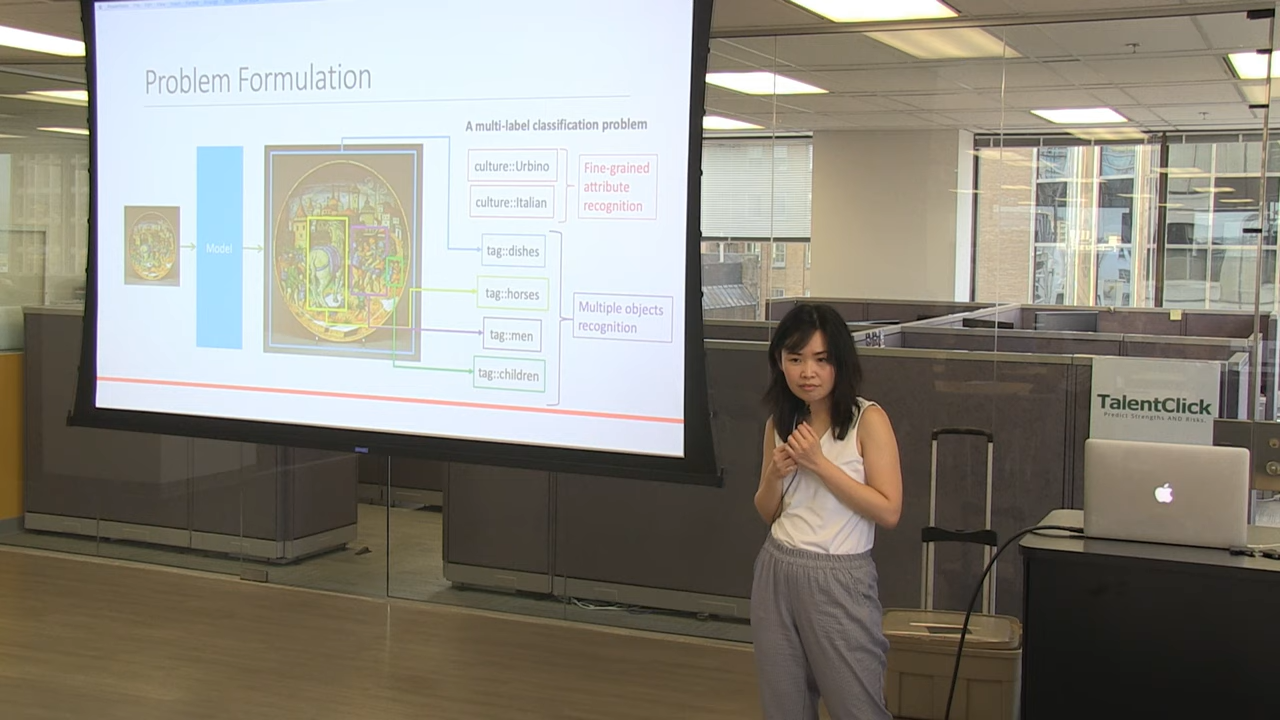 Problem Formulation
A multi-label classification problem
Model
culture::Urbino
culture::Italian
Fine-grained
attribute
recognition
tag::dishes
tag::horses
tag::men
tag::children
Multiple objects
recognition
TalentClick
Predict Strengths AND Risks.